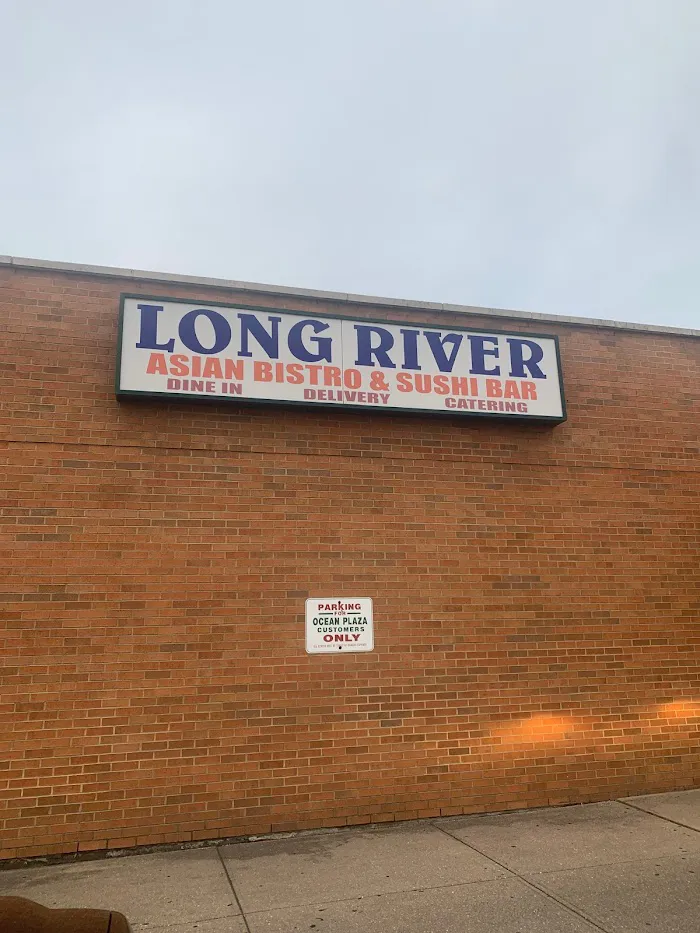 LONG RIVER
ASIAN BISTRO & SUSHI BAR
DINE IN DELIVERY CATERING
PARKING
FOR
OCEAN PLAZA
CUSTOMERS
ONLY